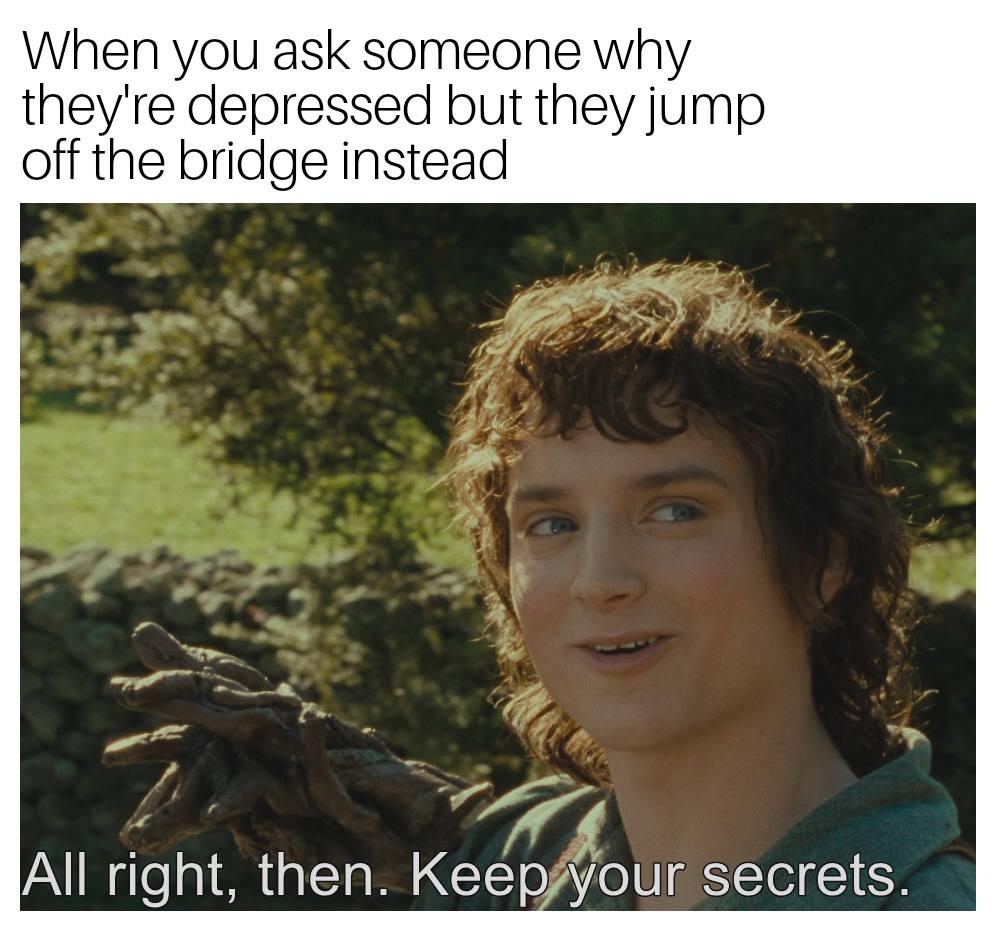 When you ask someone why
they're depressed but they jump
off the bridge instead
All right, then. Keep your secrets.